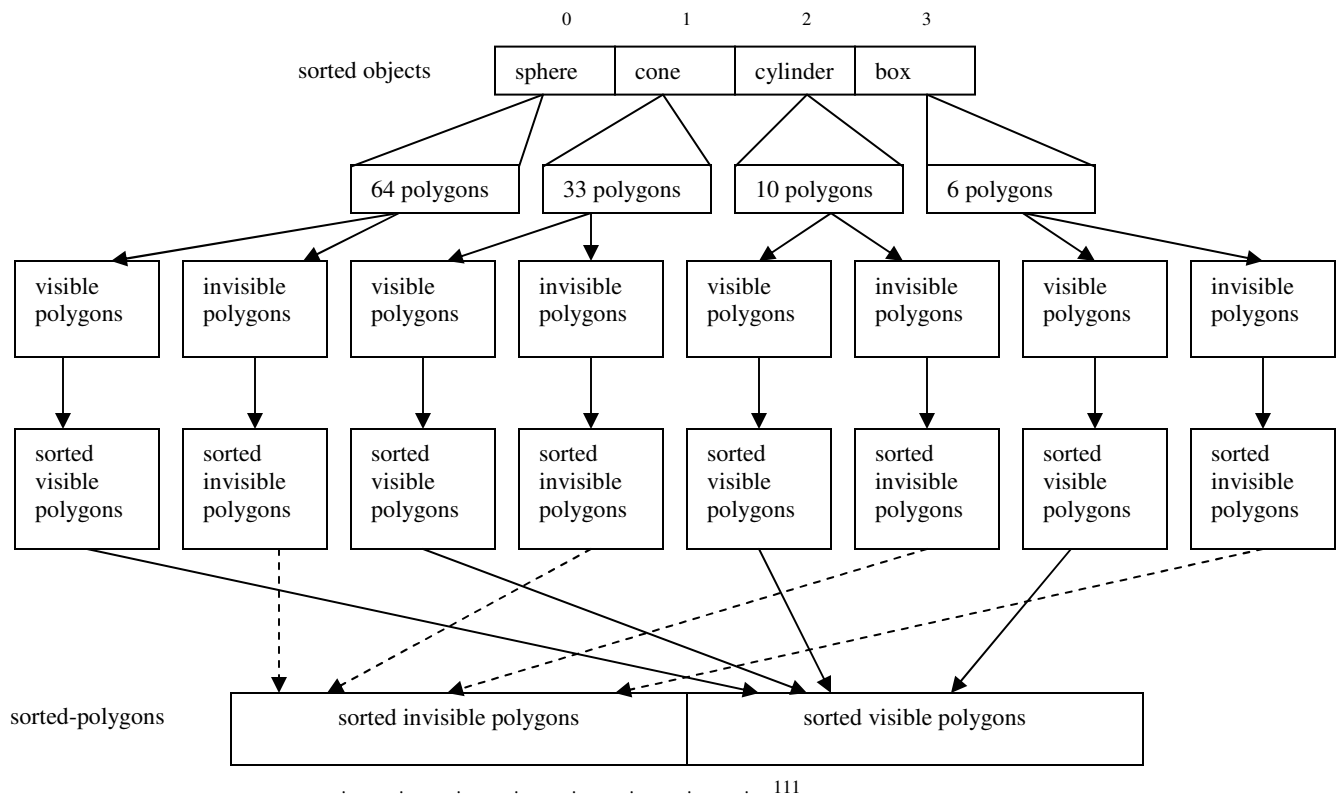 0 1 2 3
sorted objects sphere cone cylinder box
64 polygons 33 polygons 10 polygons 6 polygons
visible invisible visible invisible visible invisible visible invisible
polygons polygons polygons polygons polygons polygons polygons polygons
sorted sorted sorted sorted sorted sorted sorted sorted
visible invisible visible invisible visible invisible visible invisible
polygons polygons polygons polygons polygons polygons polygons polygons
sorted-polygons sorted invisible polygons sorted visible polygons
111